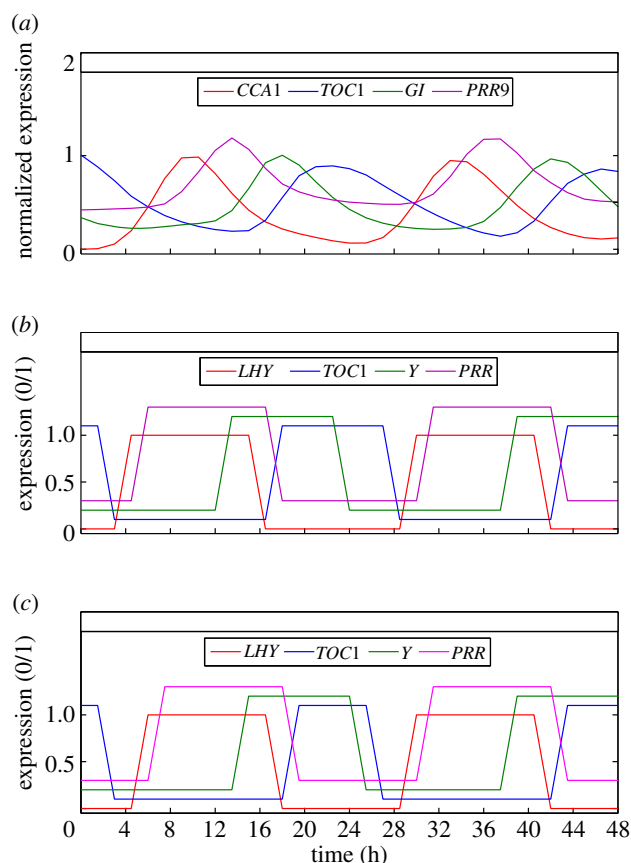 (a)
2
1
0
normalized expression
CCA1 TOC1 GI PRR9
(b)
1.0
0.5
0
expression (0/1)
LHY TOC1 Y PRR
(c)
1.0
0.5
expression (0/1)
LHY TOC1 Y PRR
0 4 8 12 16 20 24 28 32 36 40 44 48
time (h)